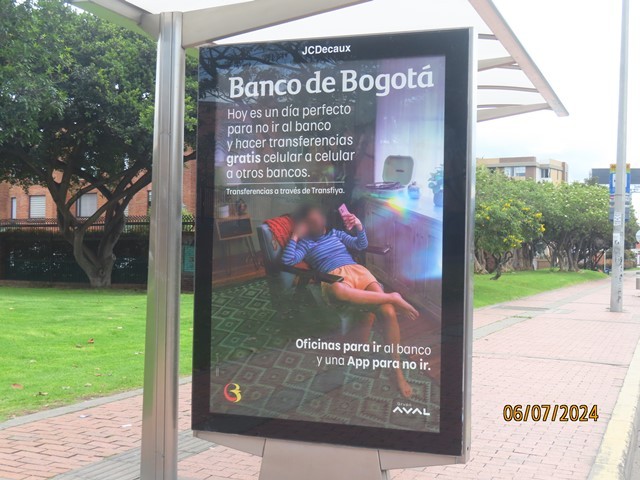 JCDecaux
Banco de Bogotá
Hoy es un día perfecto
para no ir al banco
y hacer transferencias
gratis celular a celular
a otros bancos.
Transferencias a través de Transfiya.
Oficinas para ir al banco
y una App para no ir.
Grupo
AVAL
06/07/2024